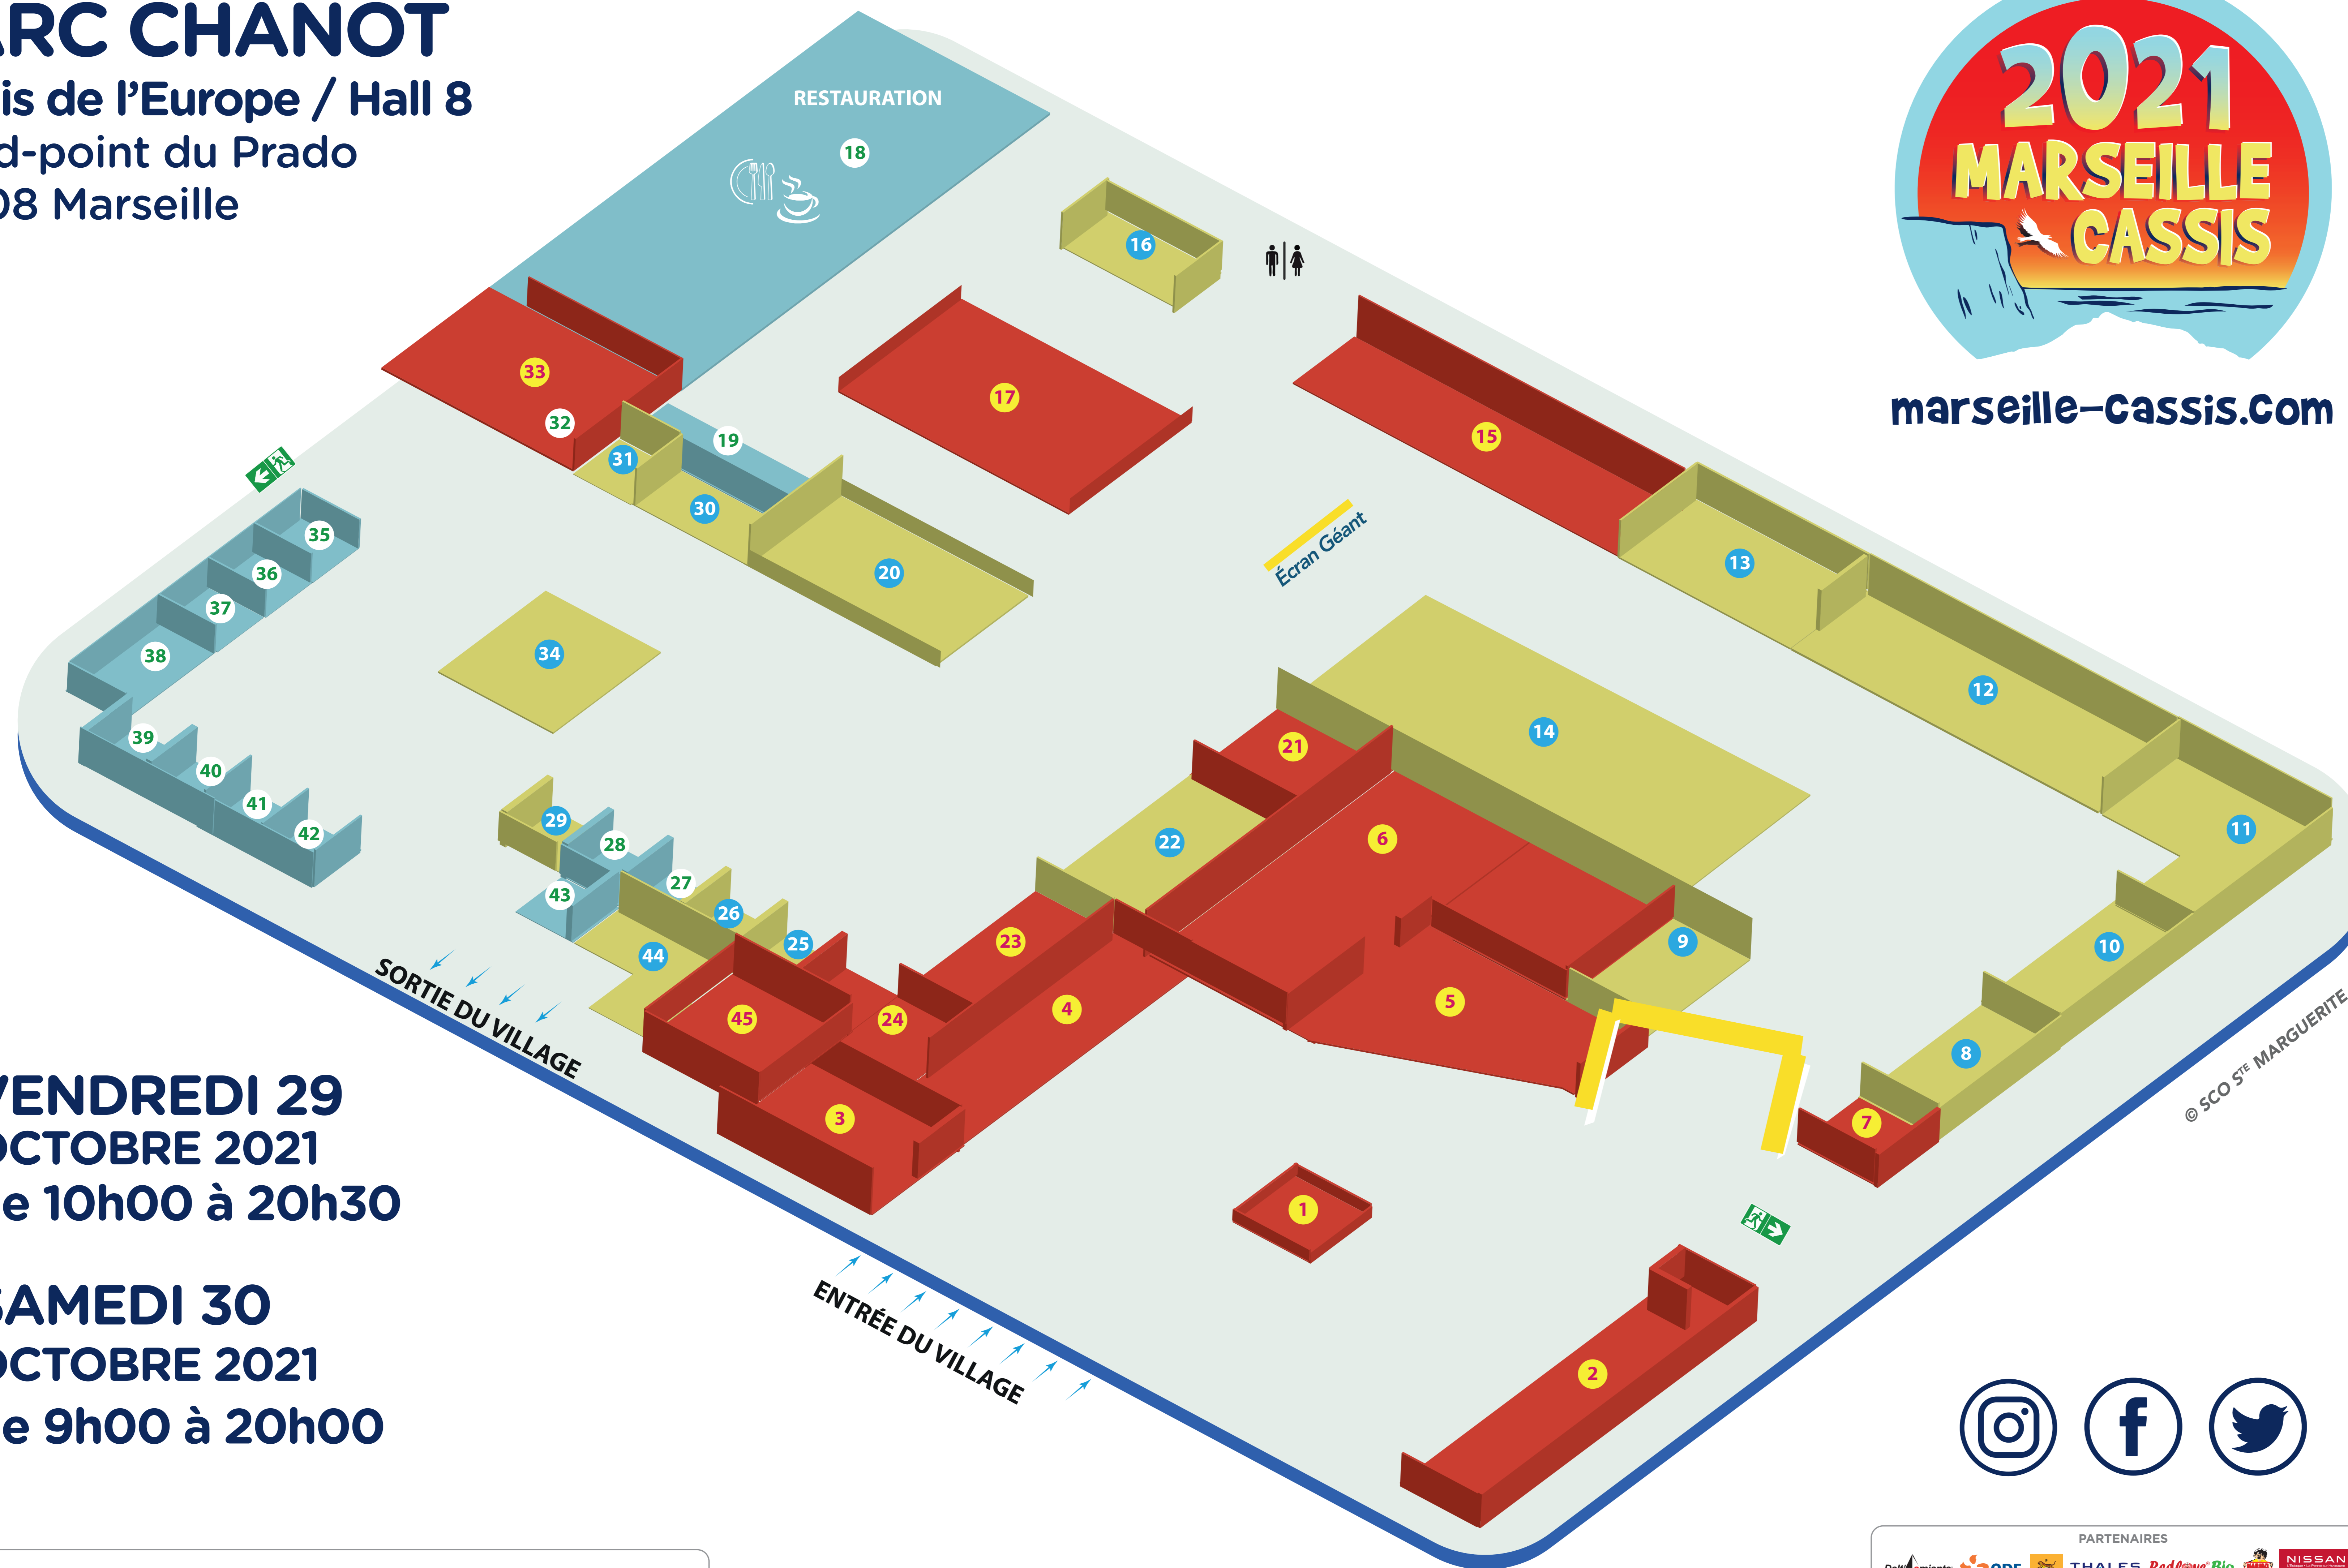 ARC CHANOT
is de l'Europe / Hall 8
d-point du Prado
08 Marseille
RESTAURATION
18
16
2021
MARSEILLE
CASSIS
marseille-cassis.com
33
32
17
15
19
31
30
20
Écran Géant
13
12
11
35
36
37
38
34
14
39
40
41
42
21
22
6
29
28
27
26
25
43
44
23
9
10
5
4
45
24
8
3
7
1
2
SORTIE DU VILLAGE
ENTRÉE DU VILLAGE
© SCO STE MARGUERITE
VENDREDI 29
OCTOBRE 2021
e 10h00 à 20h30
SAMEDI 30
OCTOBRE 2021
e 9h00 à 20h00
PARTENAIRES
THALES
NISSAN